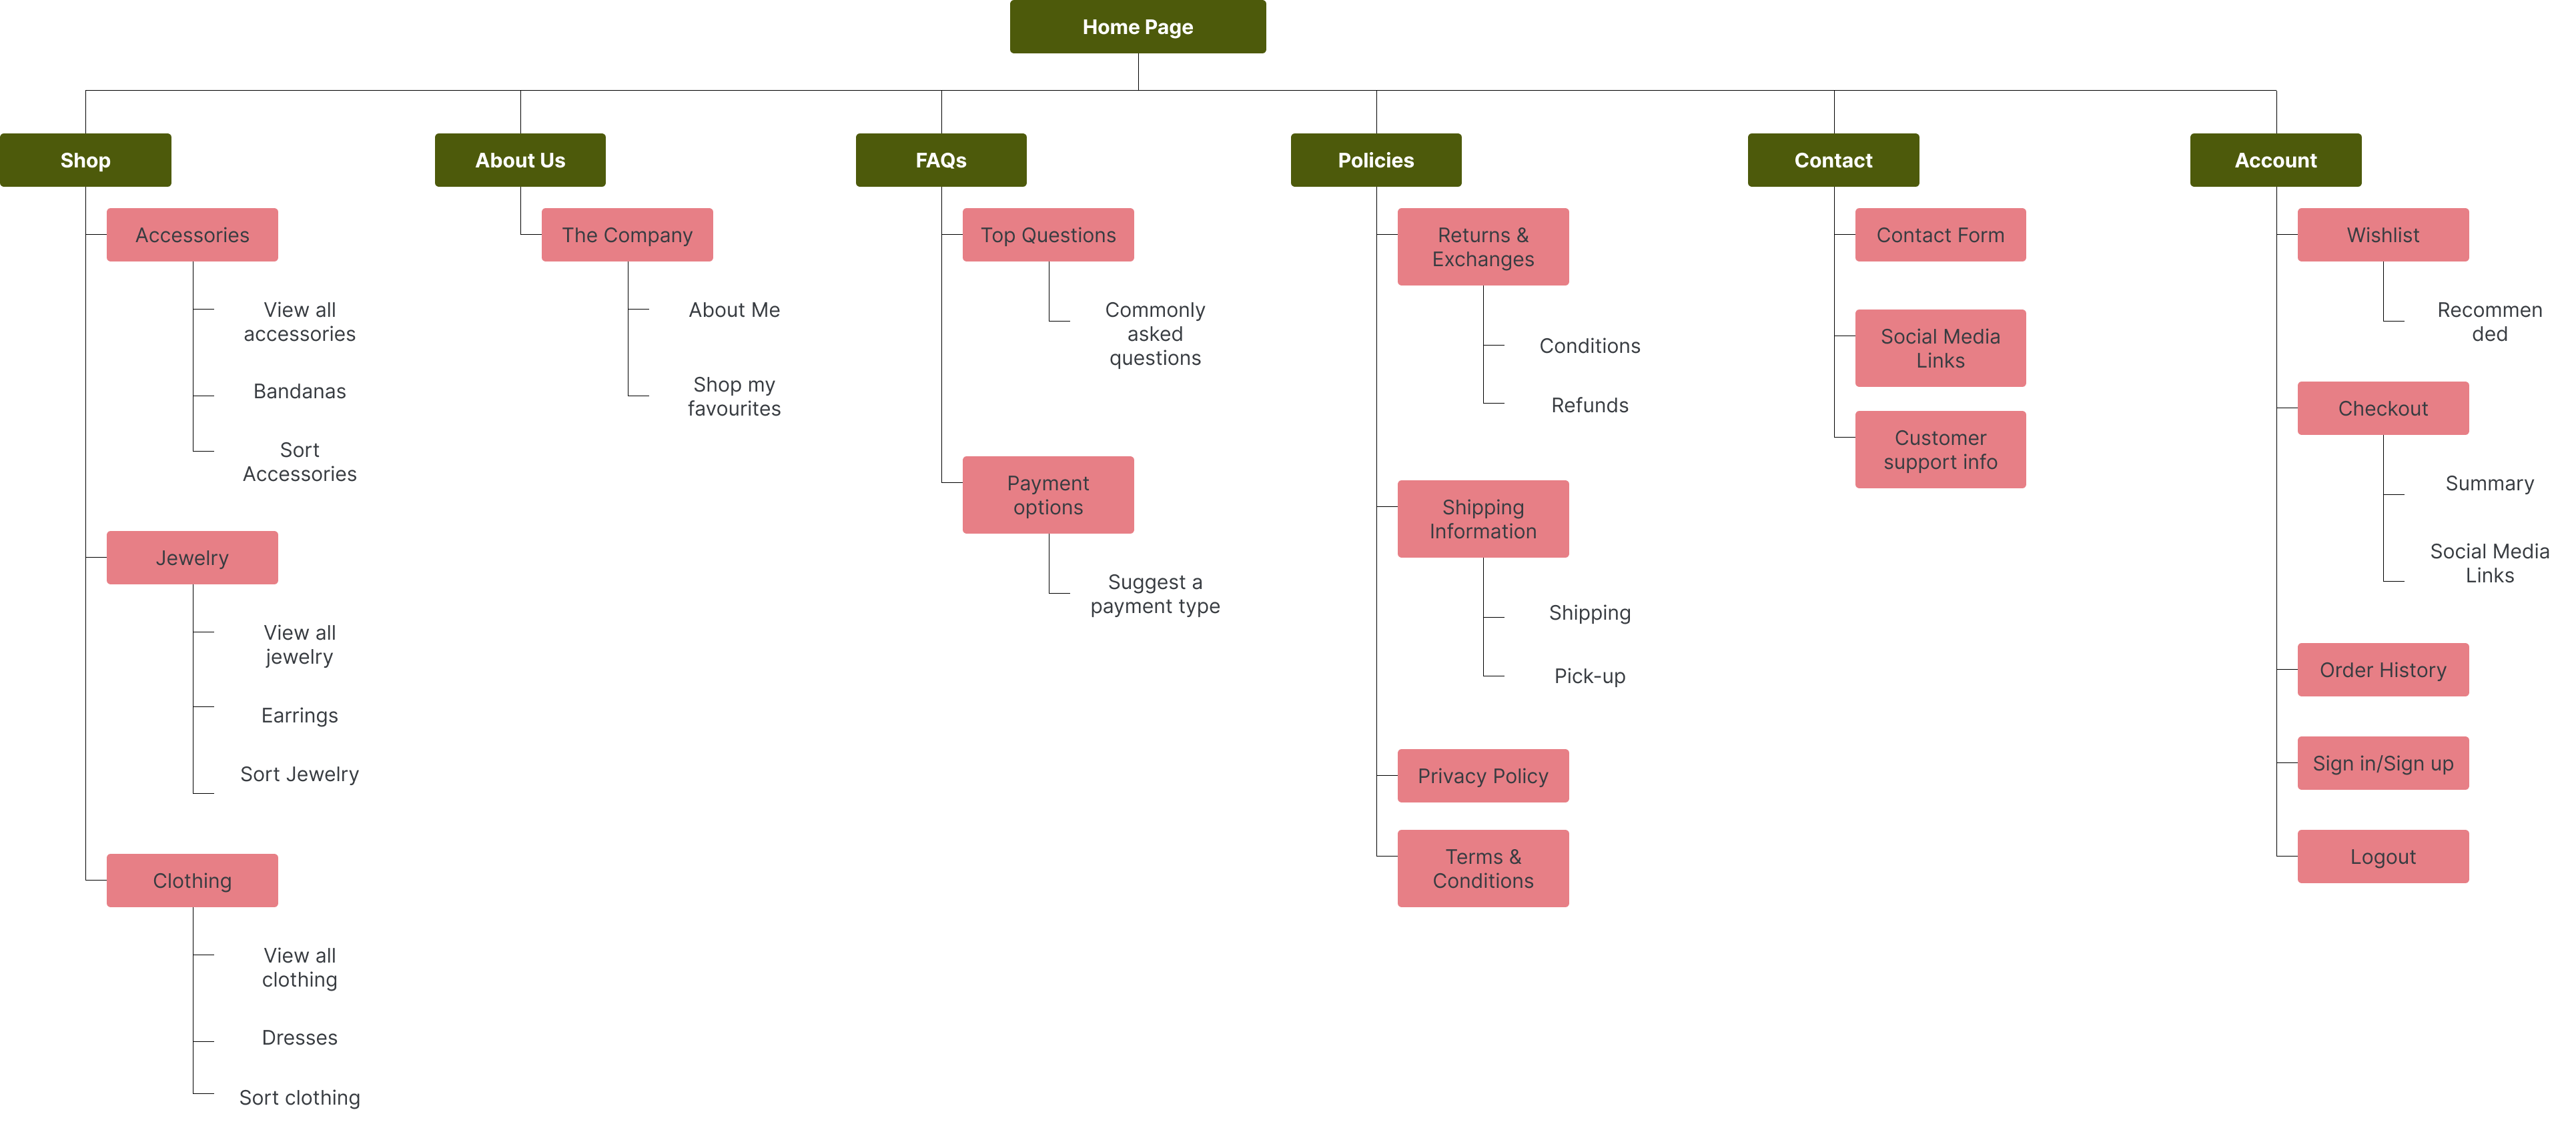 Home Page
Shop
About Us
FAQs
Policies
Contact
Account
Accessories
View all
accessories
Bandanas
Sort
Accessories
Jewelry
View all
jewelry
Earrings
Sort Jewelry
Clothing
View all
clothing
Dresses
Sort clothing
The Company
About Me
Shop my
favourites
Top Questions
Commonly
asked
questions
Payment
options
Suggest a
payment type
Returns &
Exchanges
Conditions
Refunds
Shipping
Information
Shipping
Pick-up
Privacy Policy
Terms &
Conditions
Contact Form
Social Media
Links
Customer
support info
Wishlist
Recommen
ded
Checkout
Summary
Social Media
Links
Order History
Sign in/Sign up
Logout